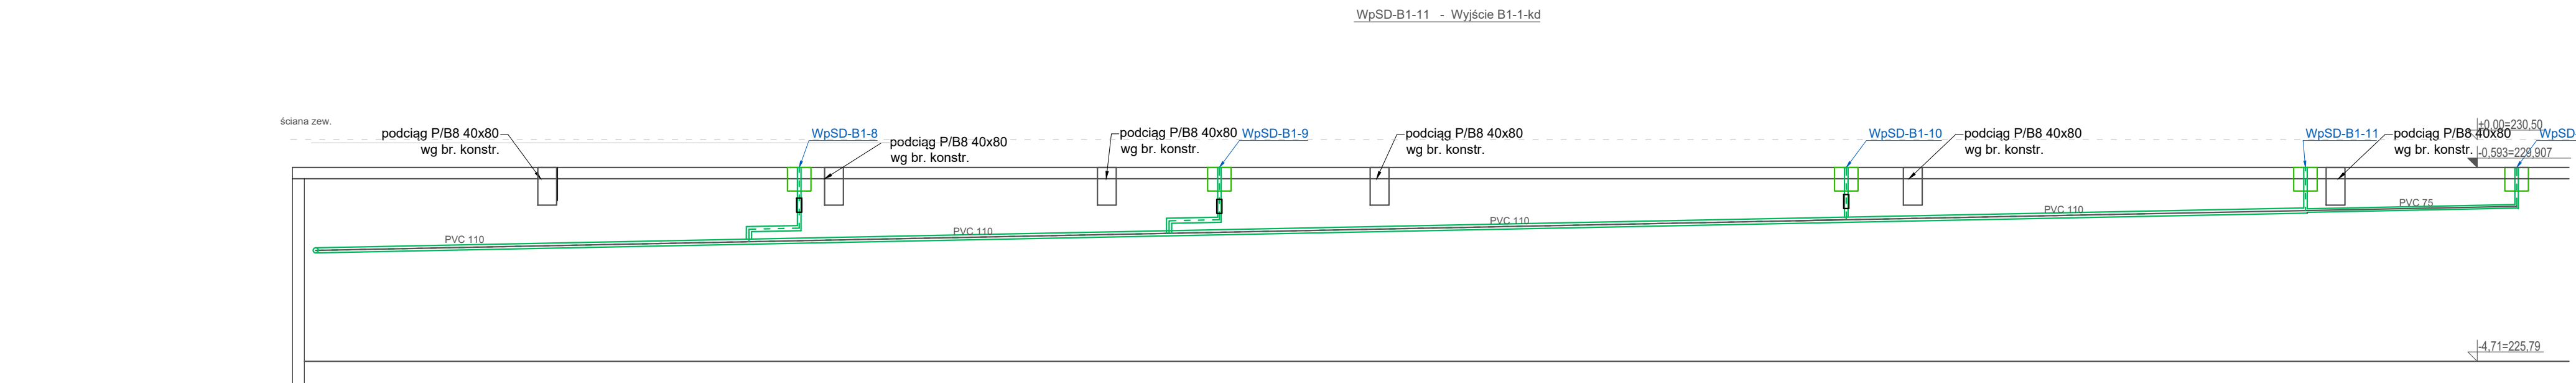 WpSD-B1-11 - Wyjście B1-1-kd
ściana zew.
podciąg P/B8 40x80
wg br. konstr.
WpSD-B1-8
podciąg P/B8 40x80
wg br. konstr.
podciąg P/B8 40x80
wg br. konstr.
WpSD-B1-9
podciąg P/B8 40x80
wg br. konstr.
WpSD-B1-10
podciąg P/B8 40x80
wg br. konstr.
WpSD-B1-11
podciąg P/B8 40x80
wg br. konstr.
±0,00=230,50
WpSD-
-0,593=229,907
PVC 110
PVC 110
PVC 110
PVC 110
PVC 75
-4,71=225,79